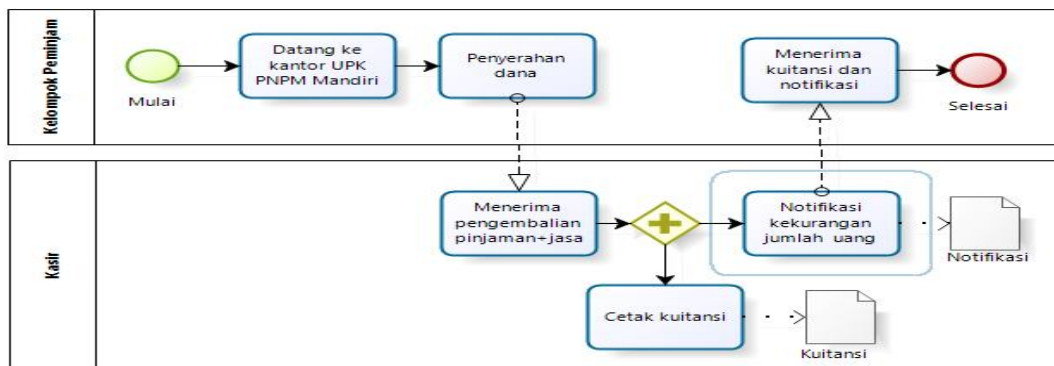 Kelompok Peminjam
Mulai
Datang ke
kantor UPK
PNPM Mandiri
Penyerahan
dana
Menerima
kuitansi dan
notifikasi
Selesai
Kasir
Menerima
pengembalian
pinjaman+jasa
Notifikasi
kekurangan
jumlah uang
Notifikasi
Cetak kuitansi
Kuitansi